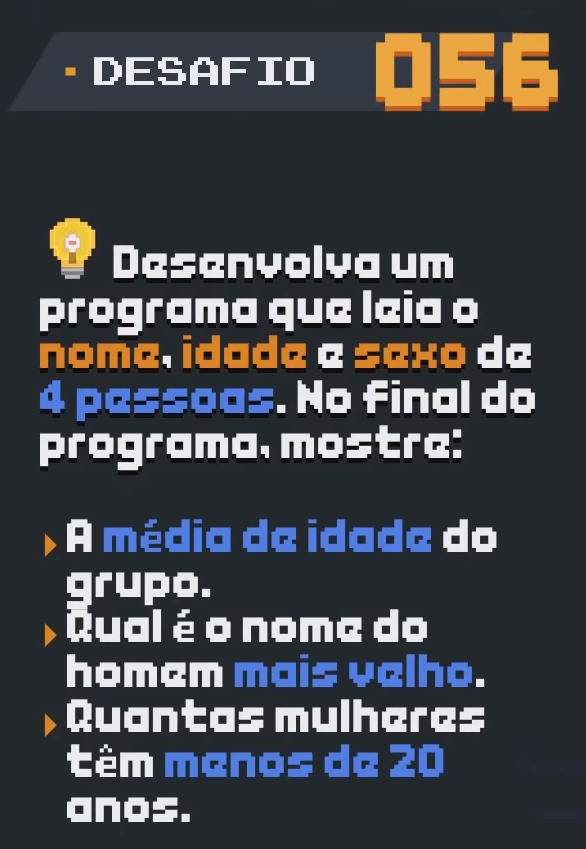 DESAFIO 056
Desenvolva um
programa que leia o
nome, idade e sexo de
4 pessoas. No final do
programa, mostre:
A média de idade do
grupo.
Qual é o nome do
homem mais velho.
Quantas mulheres
têm menos de 20
anos.